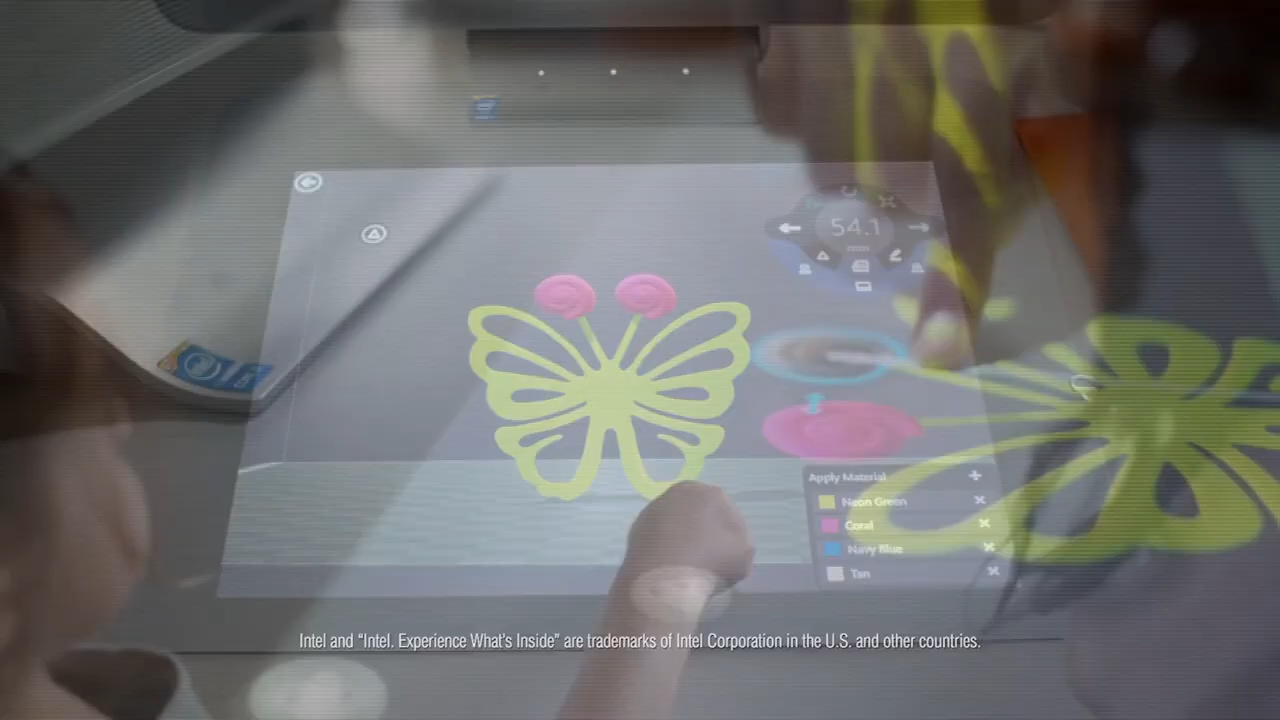 54.1
Apply Material
Neon Green
Coral
Navy Blue
Tan
Intel and “Intel. Experience What’s Inside” are trademarks of Intel Corporation in the U.S. and other countries.